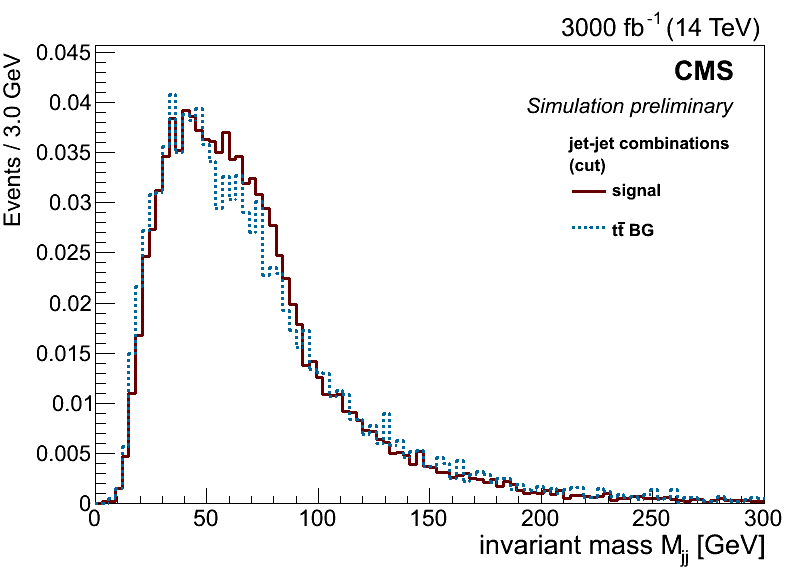 3000 fb-1 (14 TeV)
CMS
Simulation preliminary
jet-jet combinations
(cut)
signal
tt̄ BG
Events / 3.0 GeV
0.045
0.04
0.035
0.03
0.025
0.02
0.015
0.01
0.005
0
0 50 100 150 200 250 300
invariant mass Mjj [GeV]